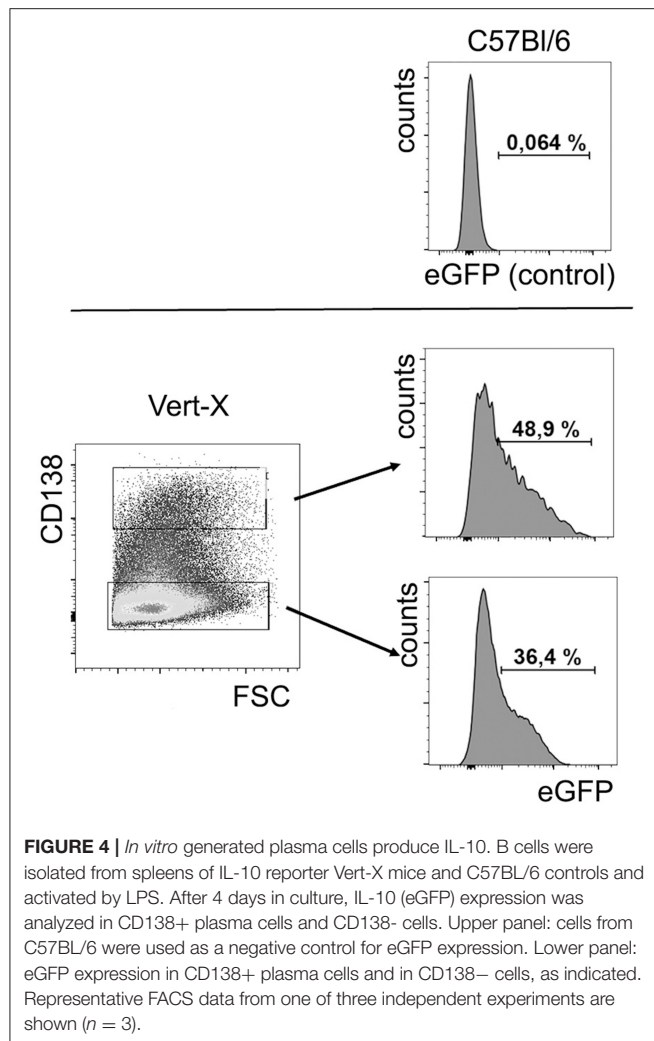 C57Bl/6
counts
0,064 %
eGFP (control)
Vert-X
CD138
FSC
counts
48,9 %
counts
36,4 %
eGFP
FIGURE 4 | In vitro generated plasma cells produce IL-10. B cells were
isolated from spleens of IL-10 reporter Vert-X mice and C57BL/6 controls and
activated by LPS. After 4 days in culture, IL-10 (eGFP) expression was
analyzed in CD138+ plasma cells and CD138- cells. Upper panel: cells from
C57BL/6 were used as a negative control for eGFP expression. Lower panel:
eGFP expression in CD138+ plasma cells and in CD138− cells, as indicated.
Representative FACS data from one of three independent experiments are
shown (n = 3).